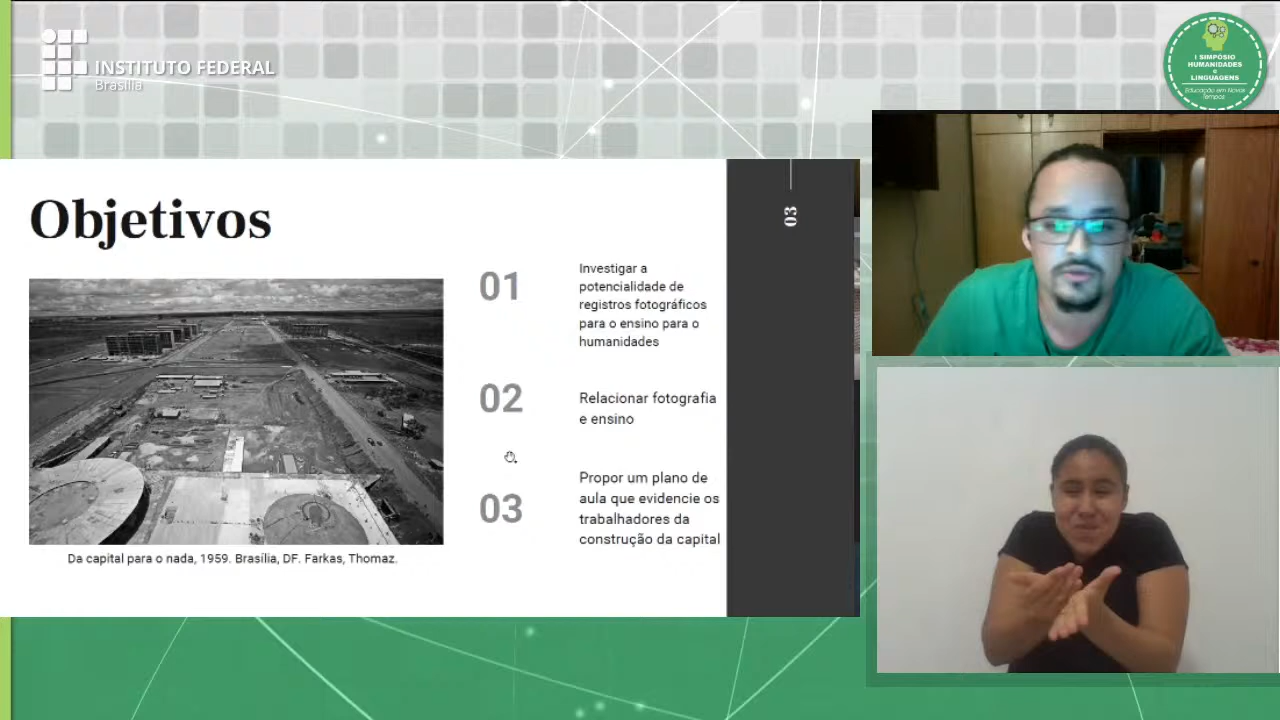 INSTITUTO FEDERAL
Brasília
I SIMPÓSIO
HUMANIDADES
e
LINGUAGENS
Educação em Novos
Tempos
Objetivos
03
01
Investigar a
potencialidade de
registros fotográficos
para o ensino para o
humanidades
02
Relacionar fotografia
e ensino
03
Propor um plano de
aula que evidencie os
trabalhadores da
construção da capital
Da capital para o nada, 1959. Brasília, DF. Farkas, Thomaz.